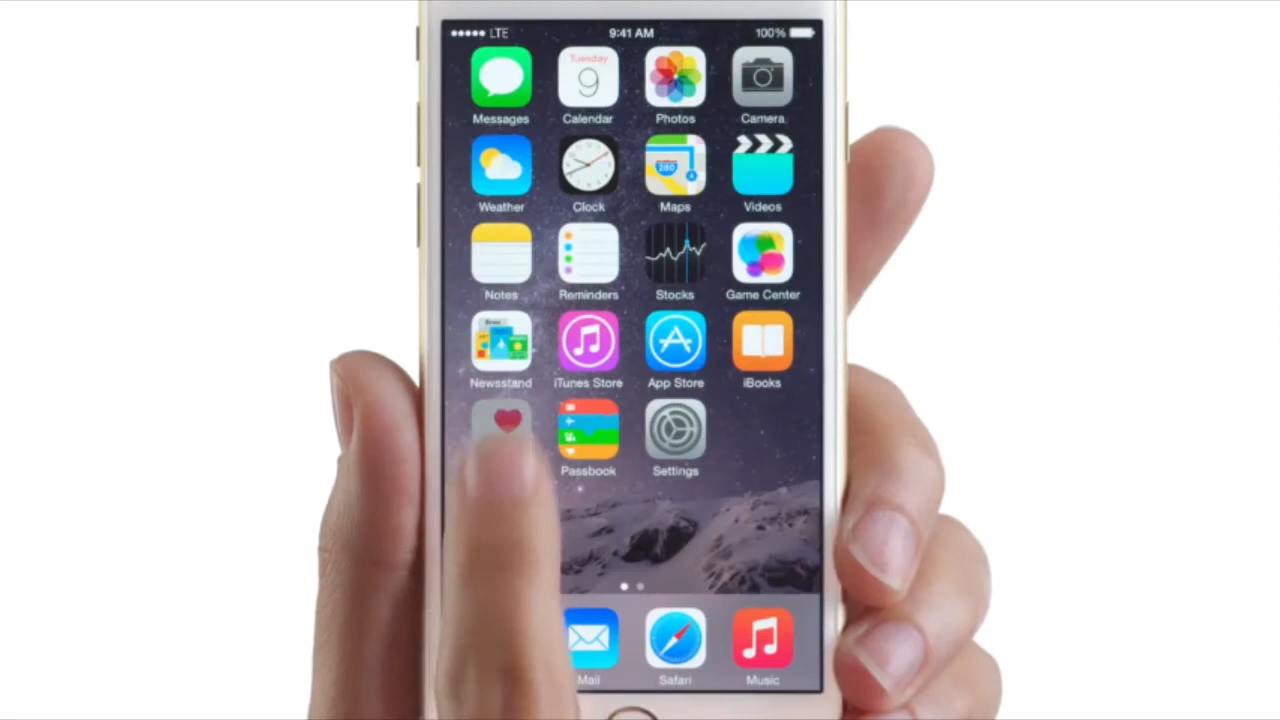 LTE 9:41 AM 100%
Tuesday
9
Messages Calendar Photos Camera
280
Weather Clock Maps Videos
Notes Reminders Stocks Game Center
Newsstand iTunes Store App Store iBooks
Passbook Settings
Mail Safari Music